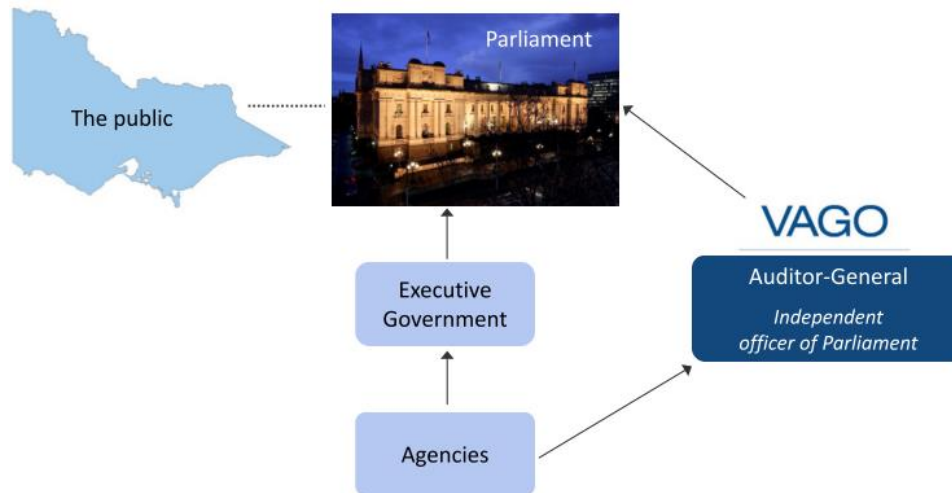 Parliament
The public
VAGO
Executive
Government
Auditor-General
Independent
officer of Parliament
Agencies